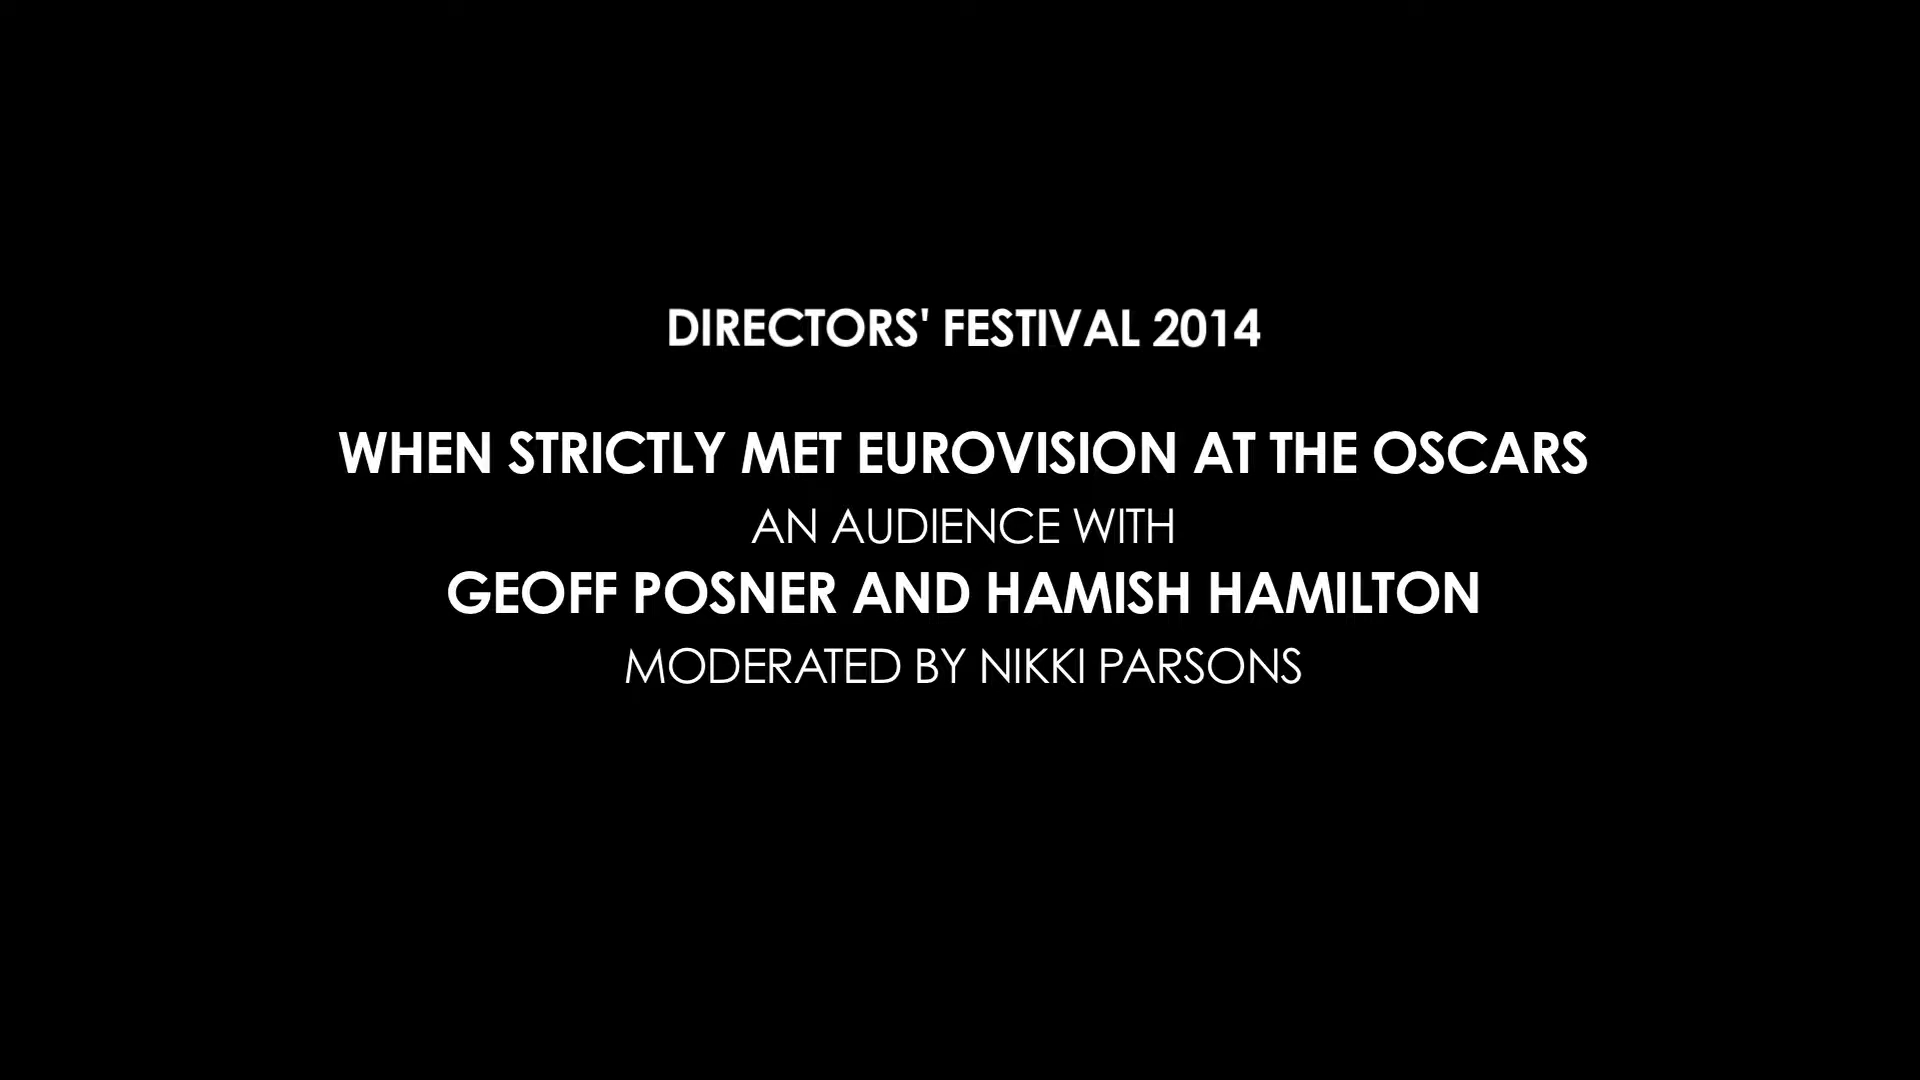 DIRECTORS' FESTIVAL 2014
WHEN STRICTLY MET EUROVISION AT THE OSCARS
AN AUDIENCE WITH
GEOFF POSNER AND HAMISH HAMILTON
MODERATED BY NIKKI PARSONS